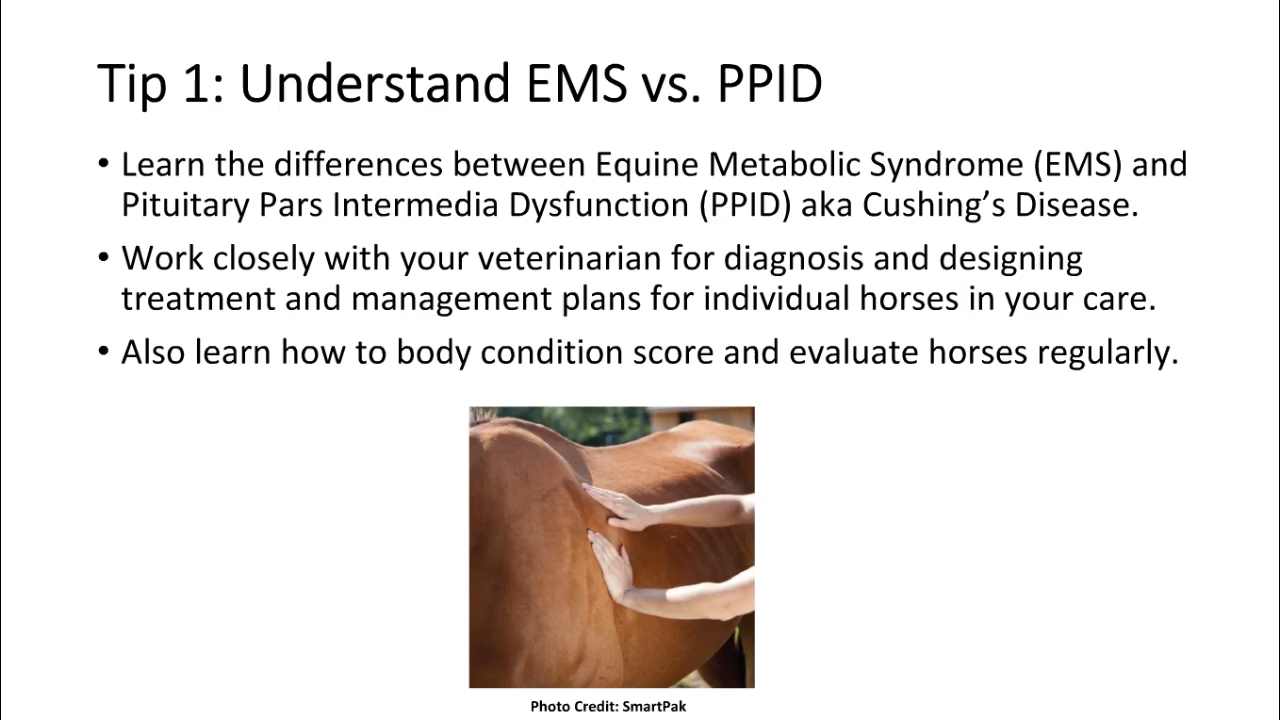 Tip 1: Understand EMS vs. PPID
• Learn the differences between Equine Metabolic Syndrome (EMS) and
Pituitary Pars Intermedia Dysfunction (PPID) aka Cushing’s Disease.
• Work closely with your veterinarian for diagnosis and designing
treatment and management plans for individual horses in your care.
• Also learn how to body condition score and evaluate horses regularly.
Photo Credit: SmartPak